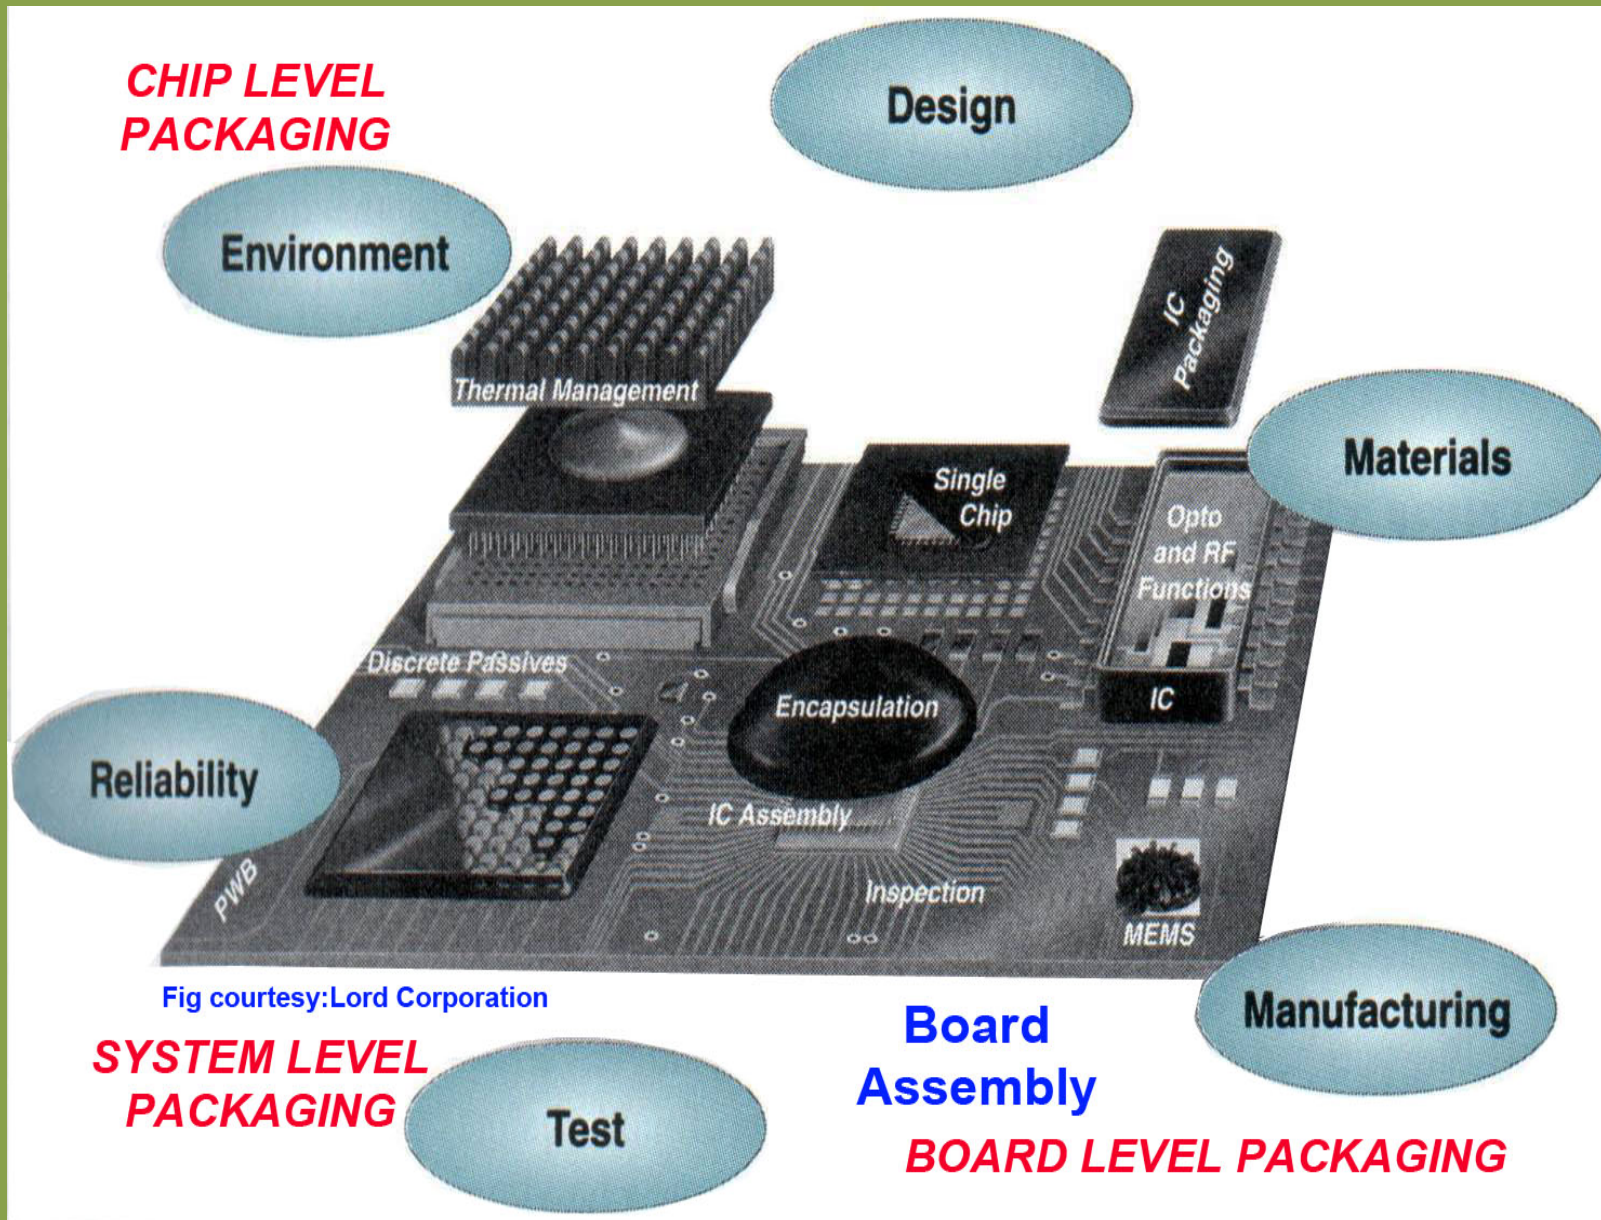 CHIP LEVEL
PACKAGING
Design
Environment
IC
Packaging
Thermal Management
Materials
Single
Chip
Opto
and RF
Functions
Discrete Passives
IC
Encapsulation
Reliability
IC Assembly
PWB
Inspection
MEMS
Fig courtesy:Lord Corporation
Manufacturing
Board
Assembly
SYSTEM LEVEL
PACKAGING
Test
BOARD LEVEL PACKAGING